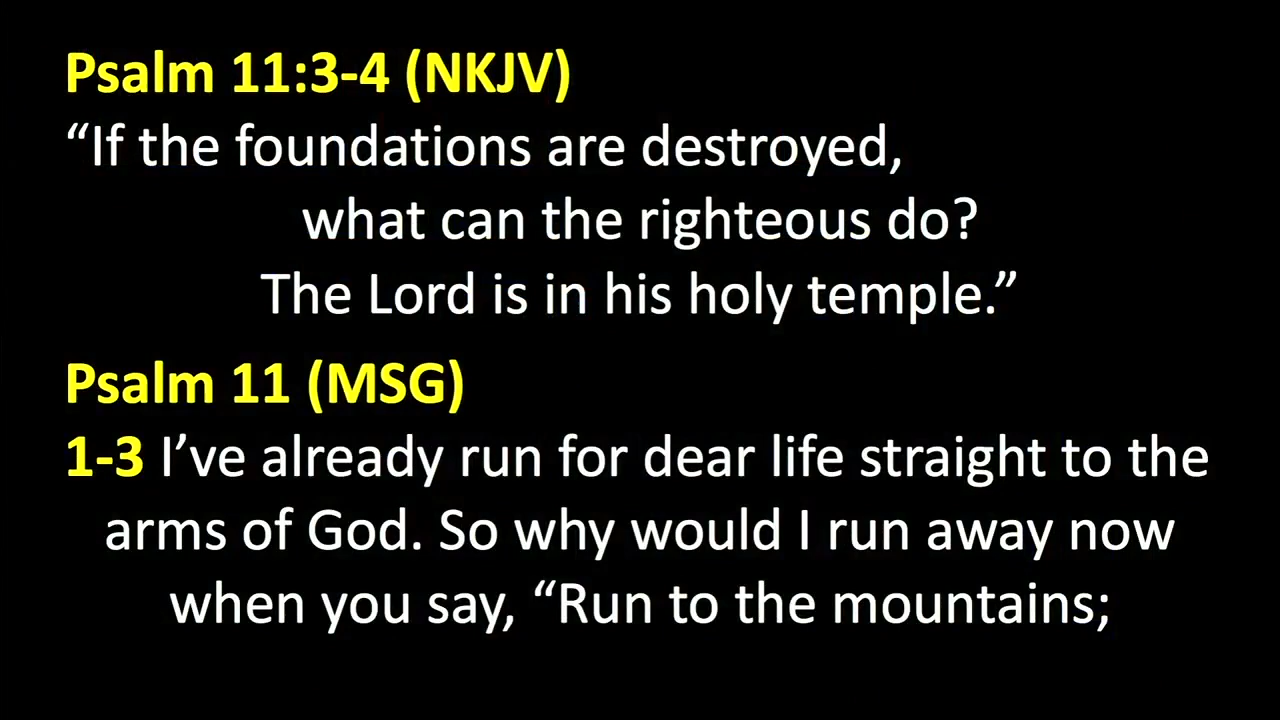 Psalm 11:3-4 (NKJV)
“If the foundations are destroyed,
what can the righteous do?
The Lord is in his holy temple.”
Psalm 11 (MSG)
1-3 I’ve already run for dear life straight to the
arms of God. So why would I run away now
when you say, “Run to the mountains;